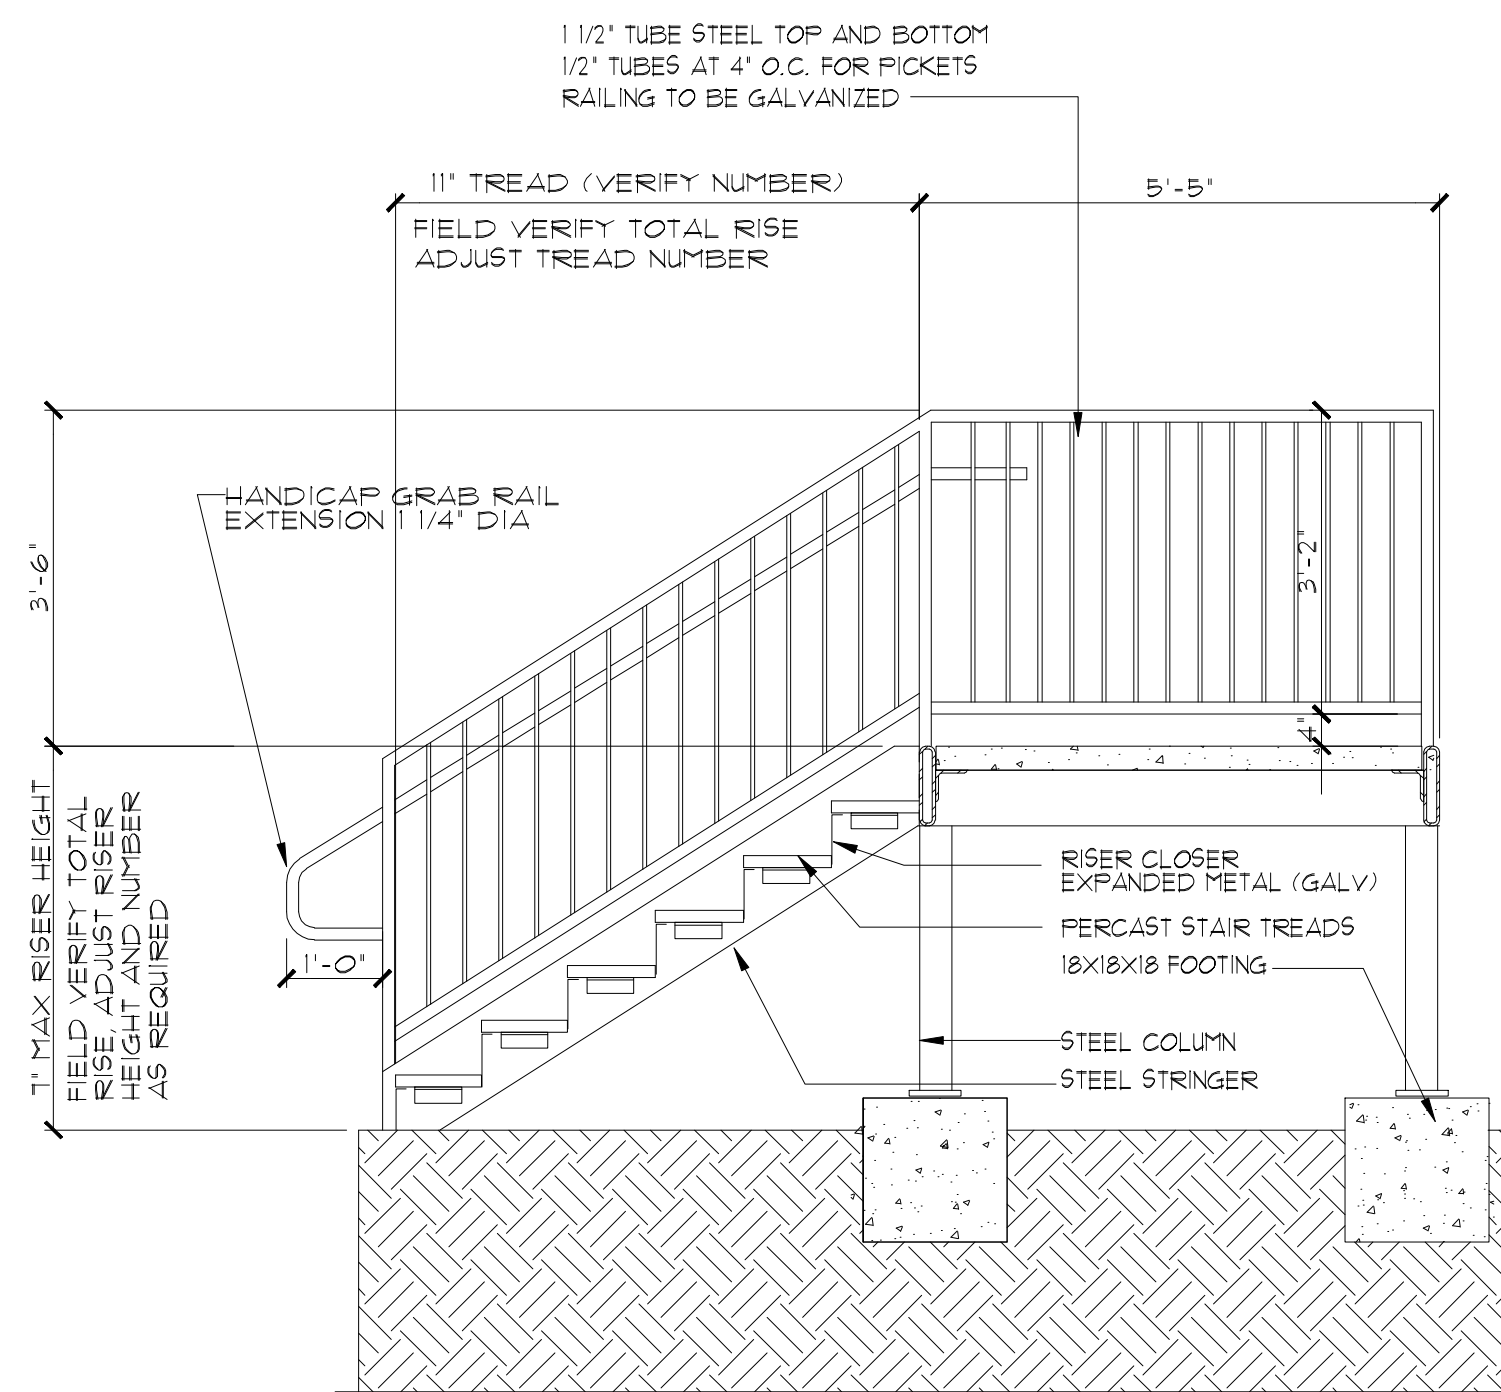 1 1/2" TUBE STEEL TOP AND BOTTOM
1/2" TUBES AT 4" O.C. FOR PICKETS
RAILING TO BE GALVANIZED
11" TREAD (VERIFY NUMBER)
5'-5"
FIELD VERIFY TOTAL RISE
ADJUST TREAD NUMBER
HANDICAP GRAB RAIL
EXTENSION 1 1/4" DIA
3'-6"
3'-2"
4"
7" MAX RISER HEIGHT
FIELD VERIFY TOTAL
RISE, ADJUST RISER
HEIGHT AND NUMBER
AS REQUIRED
1'-0"
RISER CLOSER
EXPANDED METAL (GALV)
PERCAST STAIR TREADS
18X18X18 FOOTING
STEEL COLUMN
STEEL STRINGER